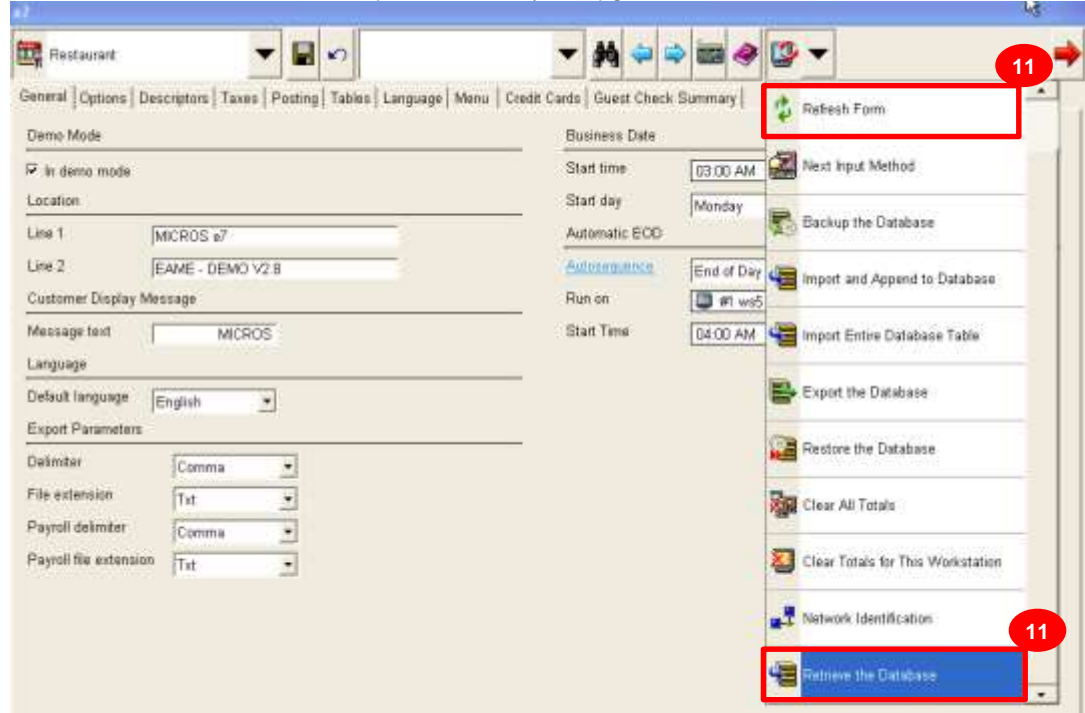 e7
Restaurant
11
General Options Descriptors Taxes Posting Tables Language Menu Credit Cards Guest Check Summary
Demo Mode
In demo mode
Location
Line 1 MICROS e7
Line 2 EAME - DEMO V2.8
Customer Display Message
Message text MICROS
Language
Default language English
Export Parameters
Delimiter Comma
File extension Txt
Payroll delimiter Comma
Payroll file extension Txt
Business Date
Start time 03:00 AM
Start day Monday
Automatic EOD
Autosequence End of Day
Run on #1 ws5
Start Time 04:00 AM
Refresh Form
Next Input Method
Backup the Database
Import and Append to Database
Import Entire Database Table
Export the Database
Restore the Database
Clear All Totals
Clear Totals for This Workstation
Network Identification
11
Retrieve the Database